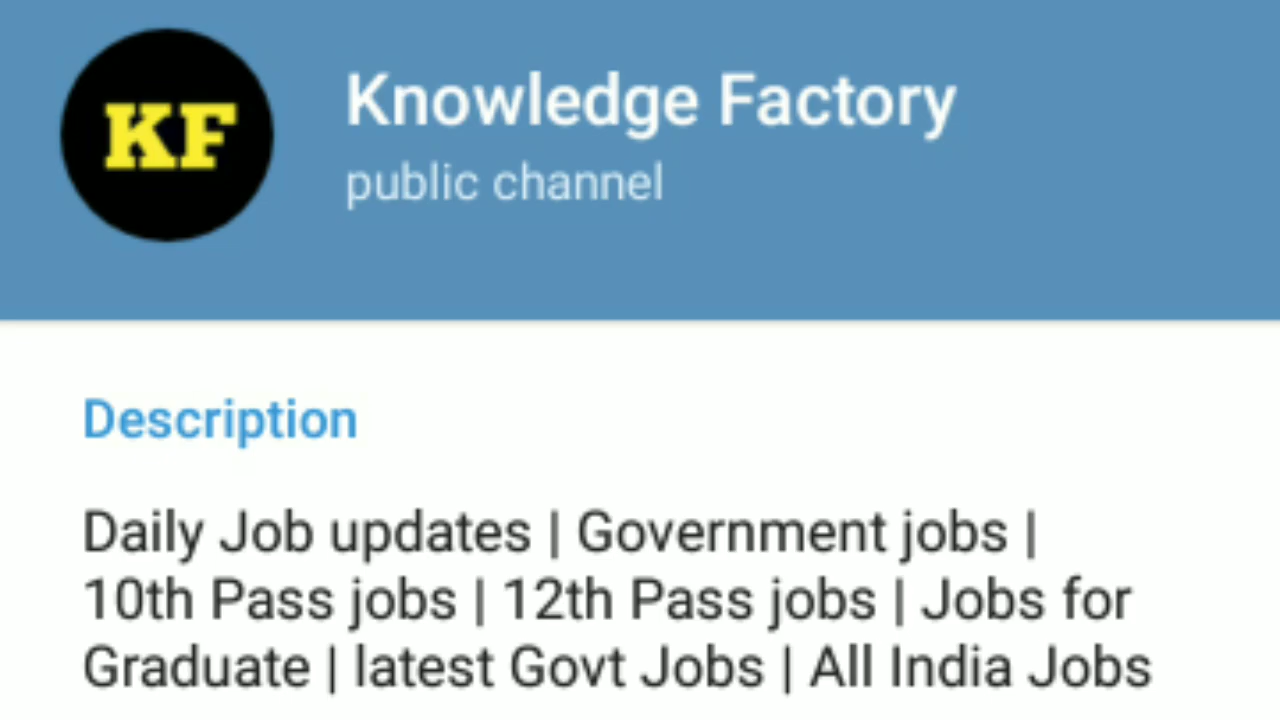 KF
Knowledge Factory
public channel
Description
Daily Job updates | Government jobs |
10th Pass jobs | 12th Pass jobs | Jobs for
Graduate | latest Govt Jobs | All India Jobs